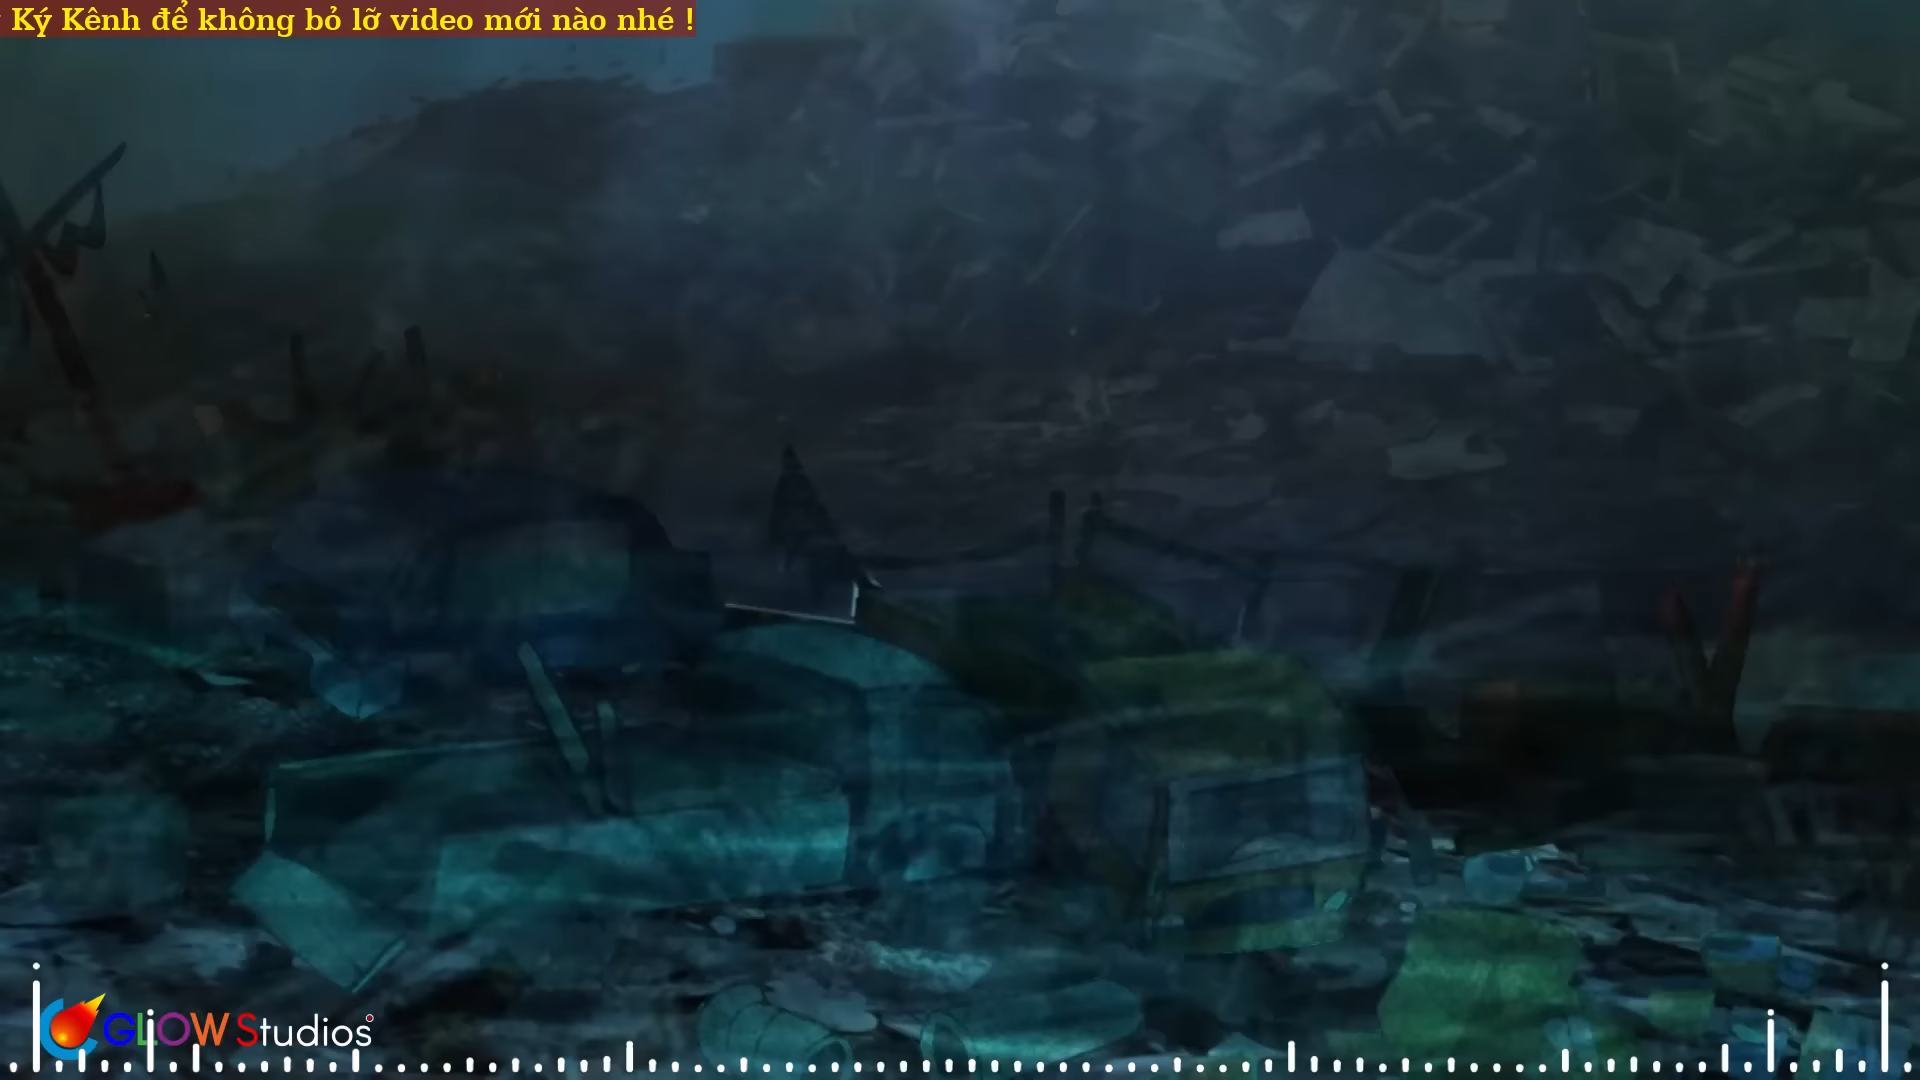 Ký Kênh để không bỏ lỡ video mới nào nhé !
GLOW Studios